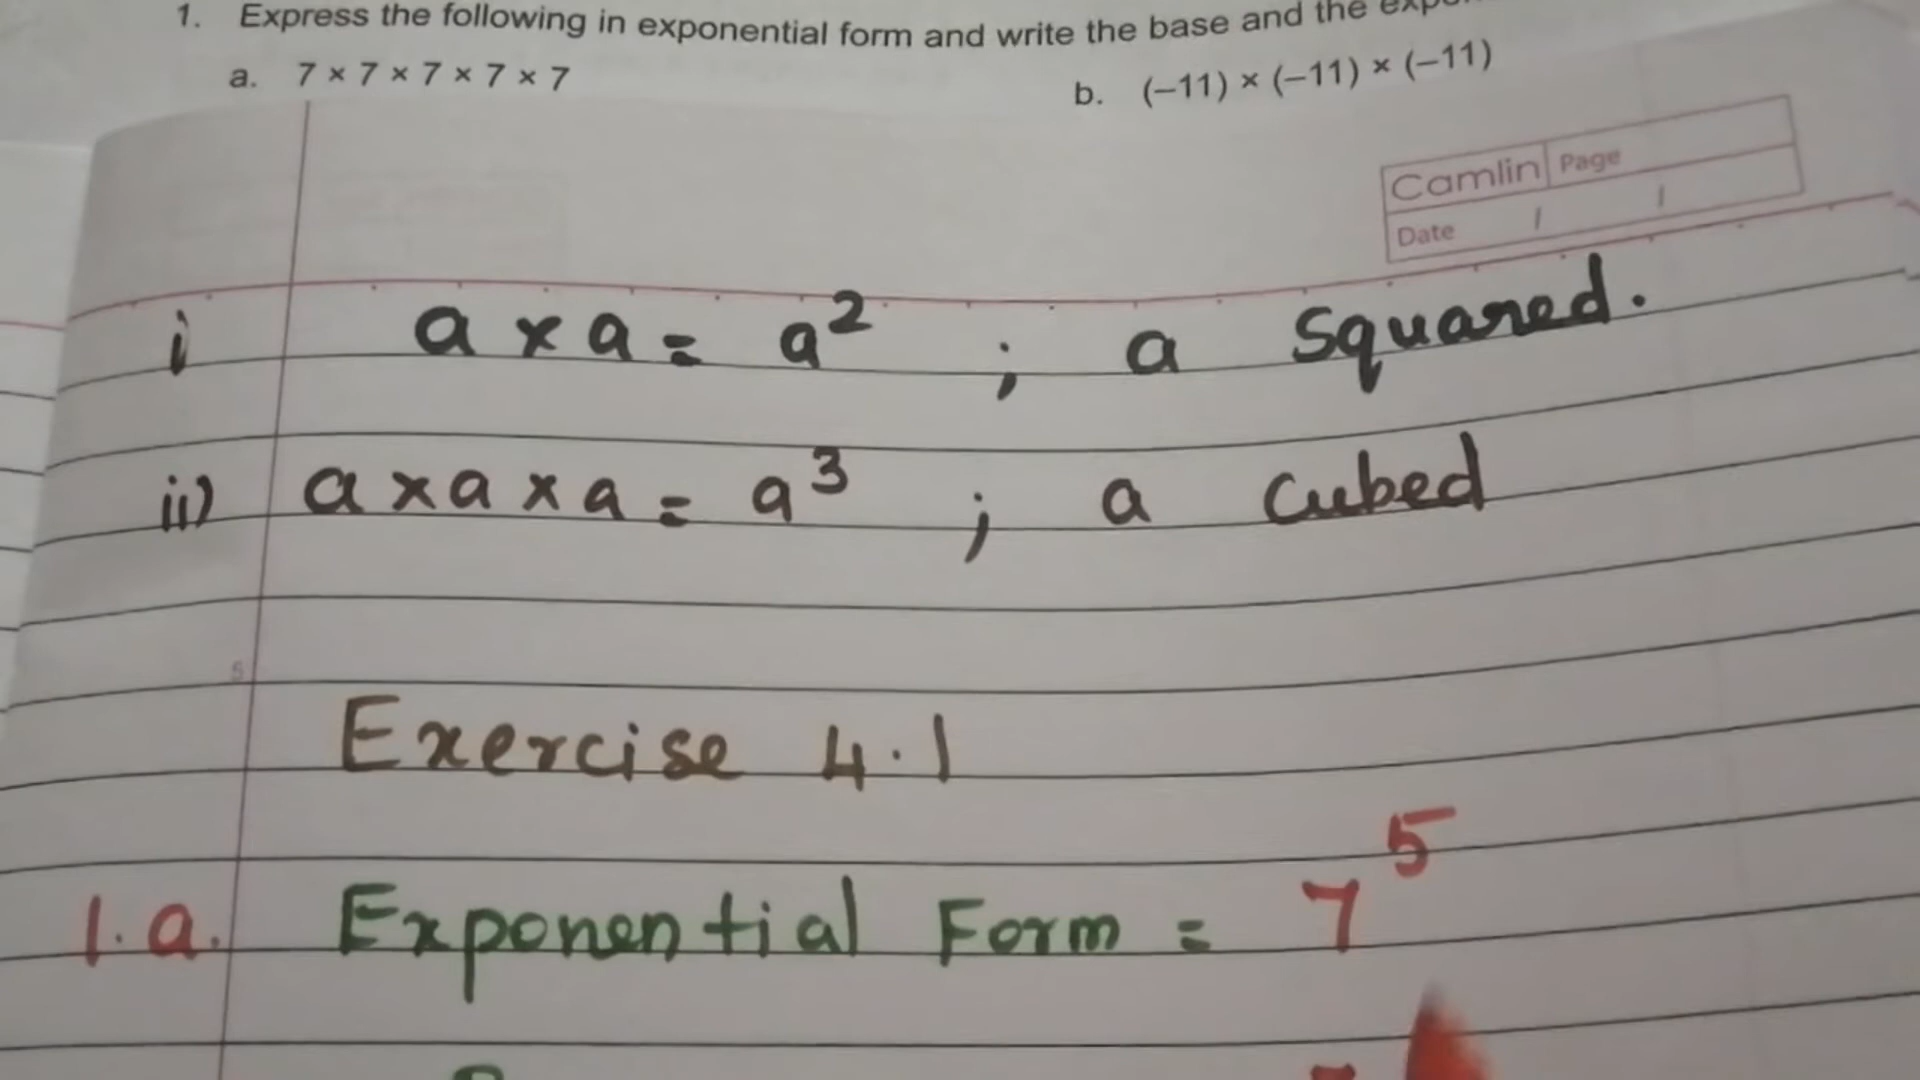 1. Express the following in exponential form and write the base and the
a. 7 × 7 × 7 × 7 × 7
b. (–11) × (–11) × (–11)
Camlin Page
Date / /
i a x a = a² ; a squared.
ii) a x a x a = a³ ; a cubed
Exercise 4.1
1.a. Exponential Form = 7⁵